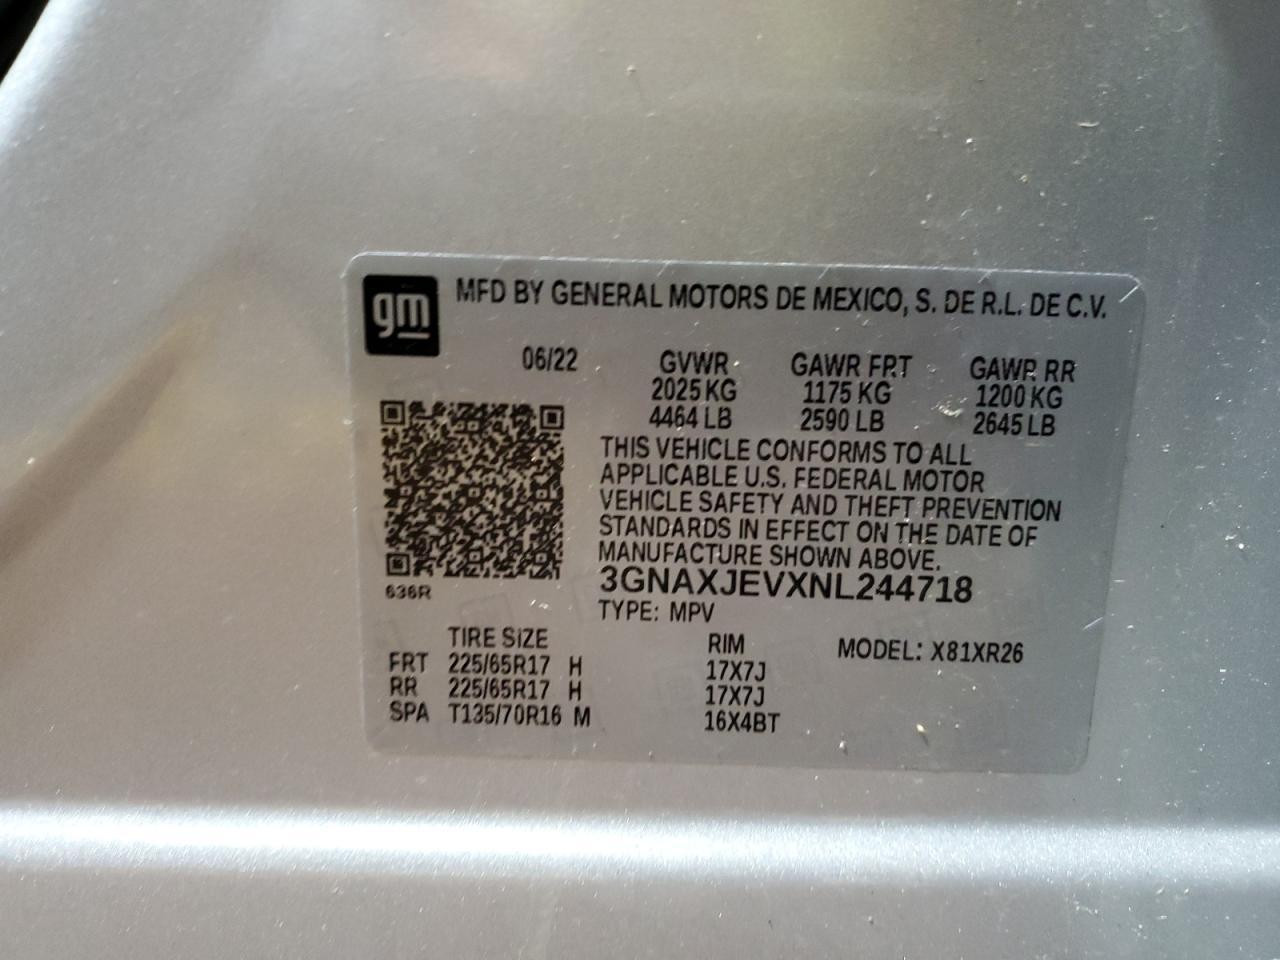 gm MFD BY GENERAL MOTORS DE MEXICO, S. DE R.L. DE C.V.
06/22 GVWR GAWR FRT GAWR RR
2025 KG 1175 KG 1200 KG
4464 LB 2590 LB 2645 LB
THIS VEHICLE CONFORMS TO ALL
APPLICABLE U.S. FEDERAL MOTOR
VEHICLE SAFETY AND THEFT PREVENTION
STANDARDS IN EFFECT ON THE DATE OF
MANUFACTURE SHOWN ABOVE.
3GNAXJEVXNL244718
636R
TYPE: MPV
TIRE SIZE RIM MODEL: X81XR26
FRT 225/65R17 H 17X7J
RR 225/65R17 H 17X7J
SPA T135/70R16 M 16X4BT